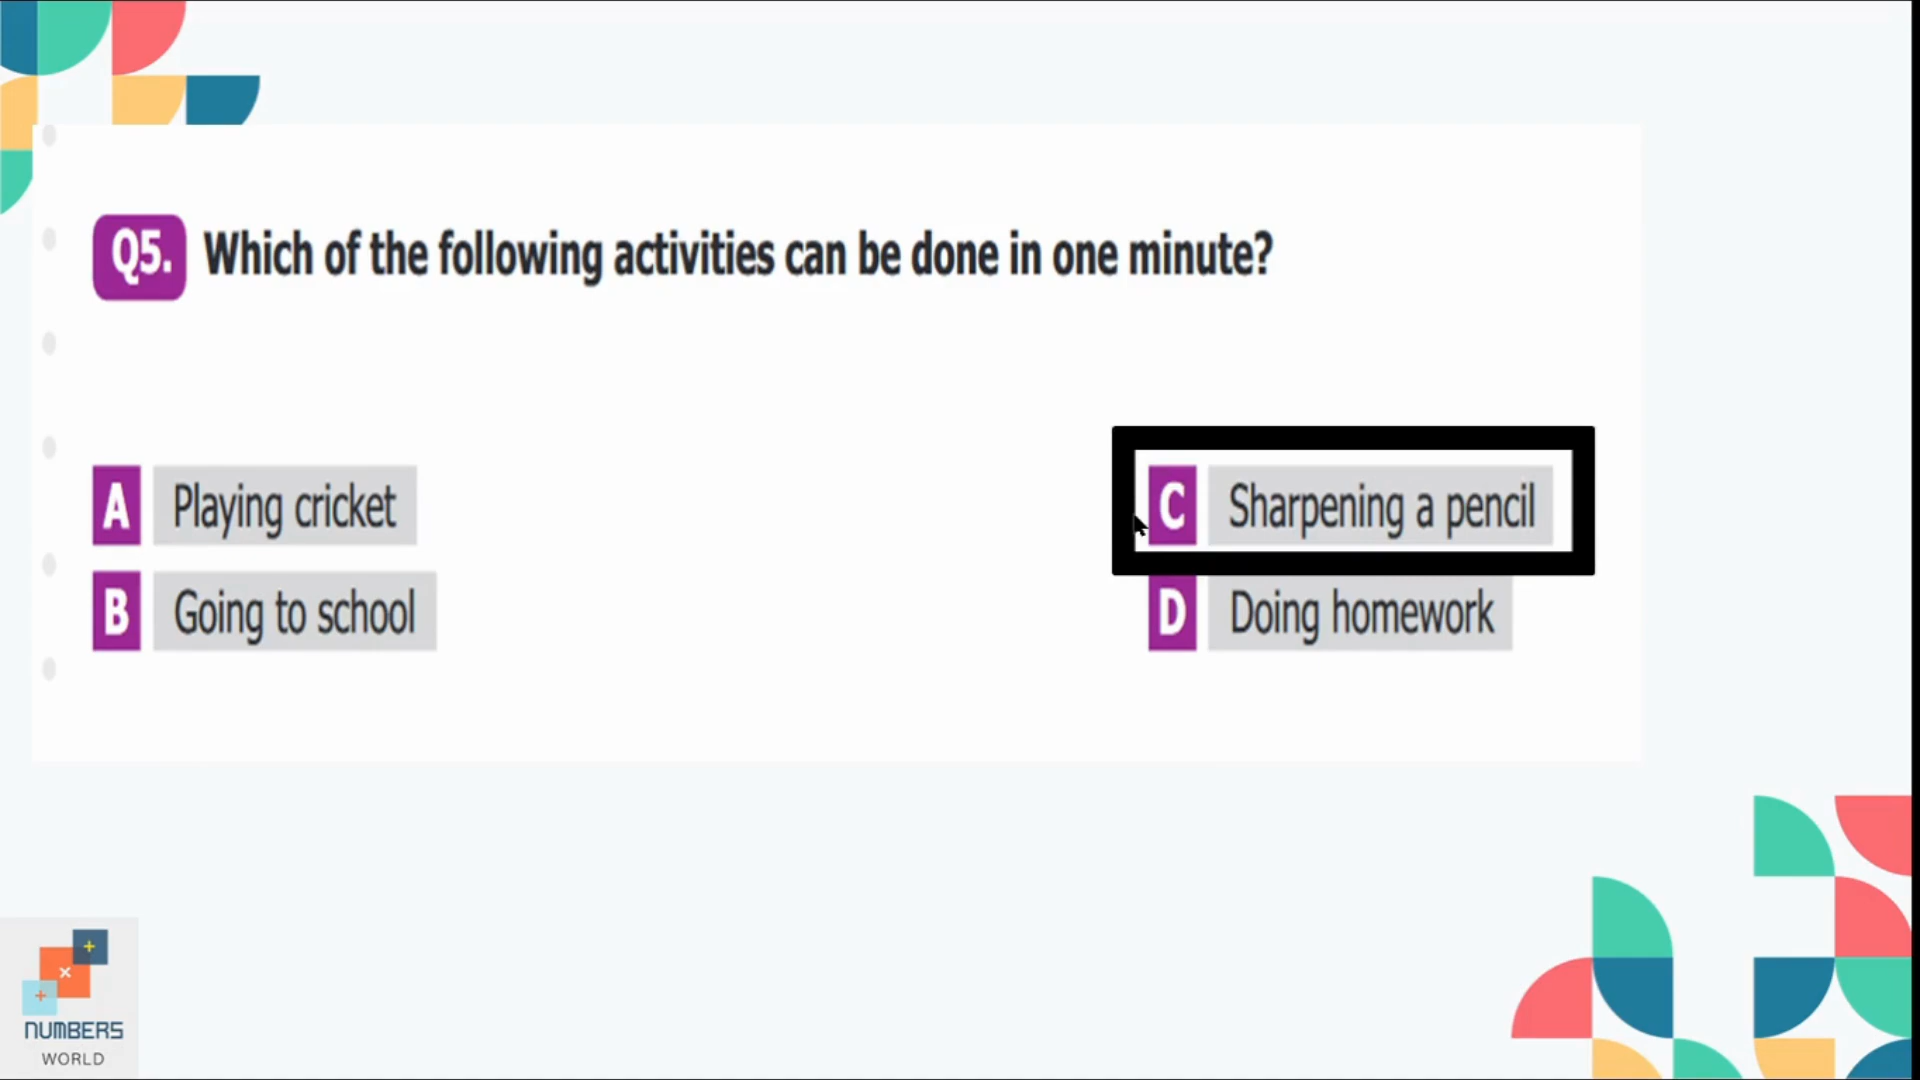 Q5. Which of the following activities can be done in one minute?
A Playing cricket
C Sharpening a pencil
B Going to school
D Doing homework
NUMBERS
WORLD